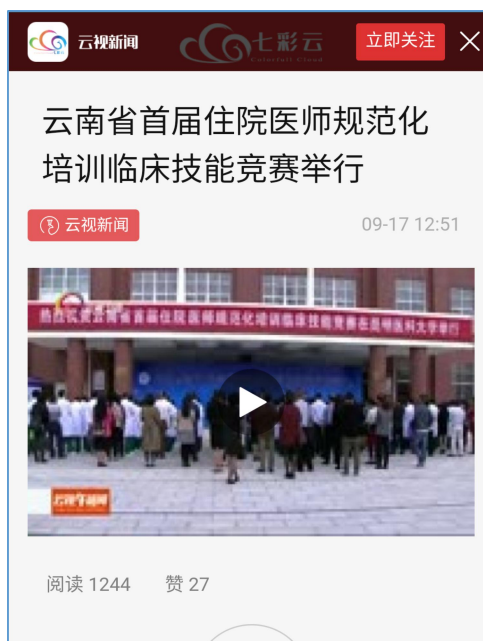 云视新闻
七彩云
Colorfull Cloud
立即关注
云南省首届住院医师规范化
培训临床技能竞赛举行
云视新闻
09-17 12:51
热烈祝贺云南省首届住院医师规范化培训临床技能竞赛在昆明医科大学举行
云视午新闻
阅读 1244 赞 27